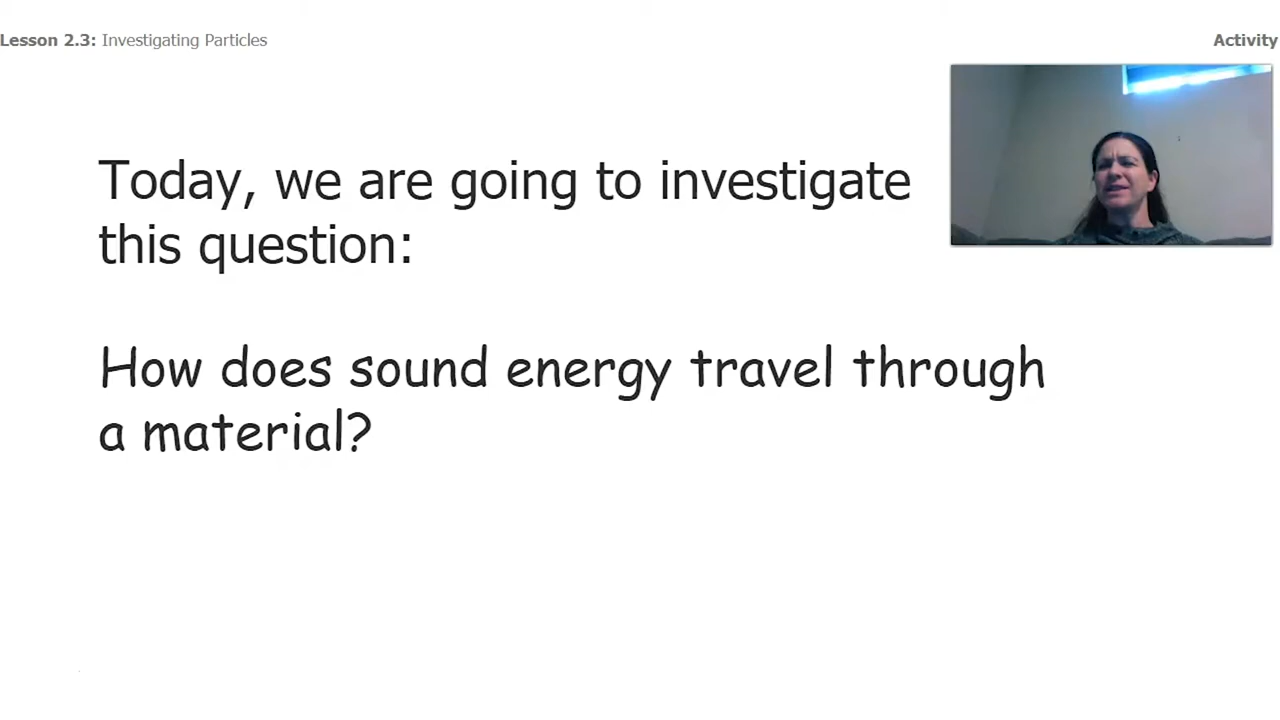 Lesson 2.3: Investigating Particles
Activity
Today, we are going to investigate
this question:
How does sound energy travel through
a material?